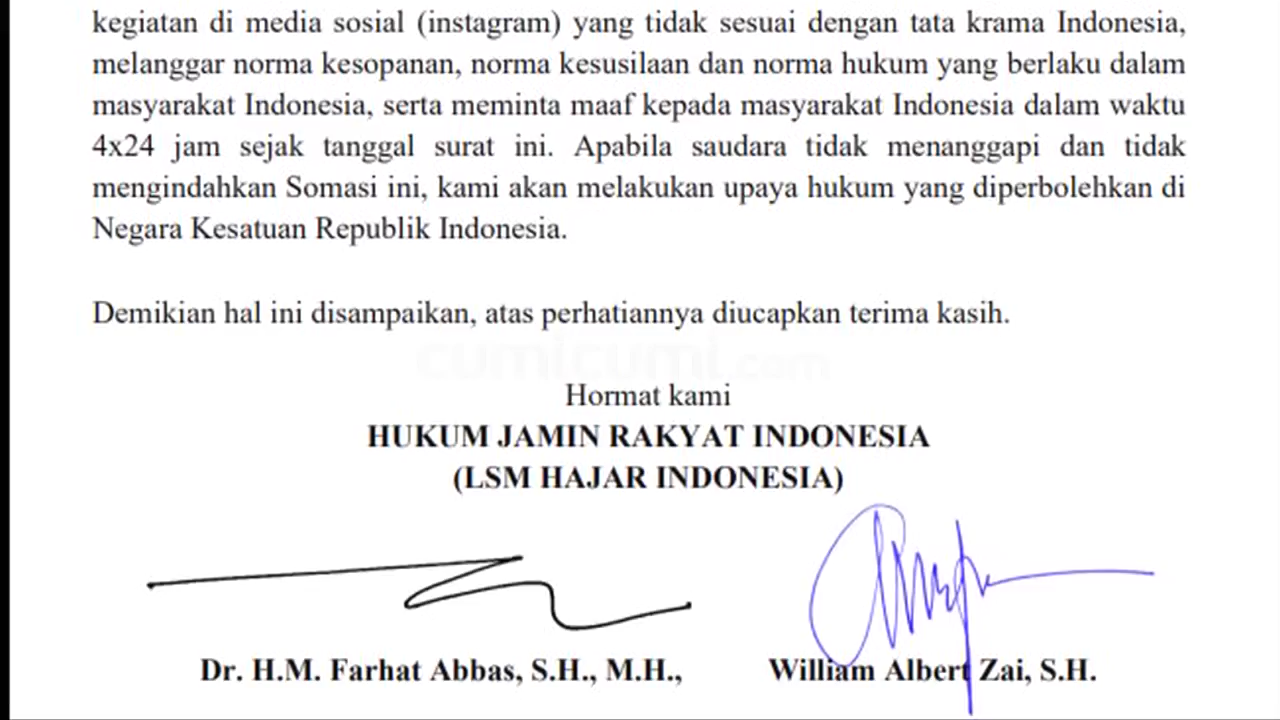 kegiatan di media sosial (instagram) yang tidak sesuai dengan tata krama Indonesia,
melanggar norma kesopanan, norma kesusilaan dan norma hukum yang berlaku dalam
masyarakat Indonesia, serta meminta maaf kepada masyarakat Indonesia dalam waktu
4x24 jam sejak tanggal surat ini. Apabila saudara tidak menanggapi dan tidak
mengindahkan Somasi ini, kami akan melakukan upaya hukum yang diperbolehkan di
Negara Kesatuan Republik Indonesia.
Demikian hal ini disampaikan, atas perhatiannya diucapkan terima kasih.
cumicumi.com
Hormat kami
HUKUM JAMIN RAKYAT INDONESIA
(LSM HAJAR INDONESIA)
Dr. H.M. Farhat Abbas, S.H., M.H.,
William Albert Zai, S.H.